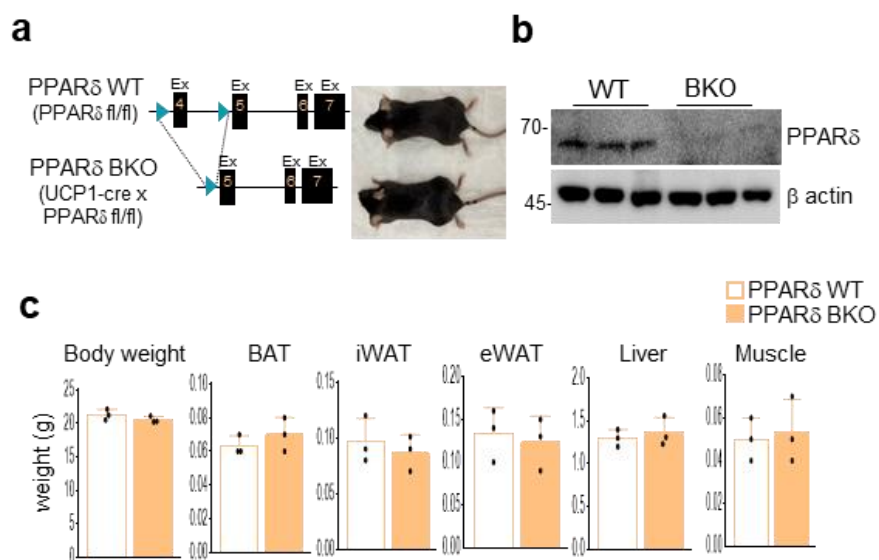 a
PPARδ WT
(PPARδ fl/fl)
Ex
4
Ex
5
Ex
6
Ex
7
PPARδ BKO
(UCP1-cre x
PPARδ fl/fl)
Ex
5
Ex
6
Ex
7
b
WT
BKO
70-
PPARδ
45-
β actin
PPARδ WT
PPARδ BKO
c
weight (g)
Body weight
25
20
15
10
5
0
BAT
0.10
0.08
0.06
0.04
0.02
0.00
iWAT
0.15
0.10
0.05
0.00
eWAT
0.20
0.15
0.10
0.05
0.00
Liver
2.0
1.5
1.0
0.5
0.0
Muscle
0.08
0.06
0.04
0.02
0.00